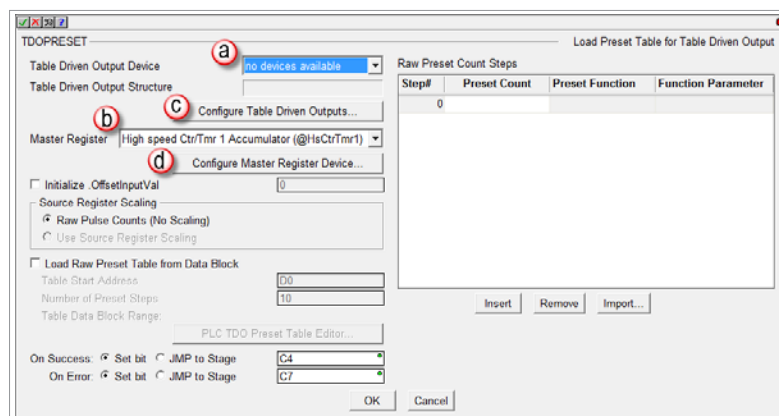 TDOPRESET
Load Preset Table for Table Driven Output
a
Table Driven Output Device
no devices available
Table Driven Output Structure
c
Configure Table Driven Outputs...
b
Master Register
High speed Ctr/Tmr 1 Accumulator (@HsCtrTmr1)
d
Configure Master Register Device...
Initialize .OffsetInputVal
0
Source Register Scaling
Raw Pulse Counts (No Scaling)
Use Source Register Scaling
Load Raw Preset Table from Data Block
Table Start Address
D0
Number of Preset Steps
10
Table Data Block Range:
PLC TDO Preset Table Editor...
On Success: Set bit JMP to Stage C4
On Error: Set bit JMP to Stage C7
Raw Preset Count Steps
Step# Preset Count Preset Function Function Parameter
0
Insert Remove Import...
OK Cancel